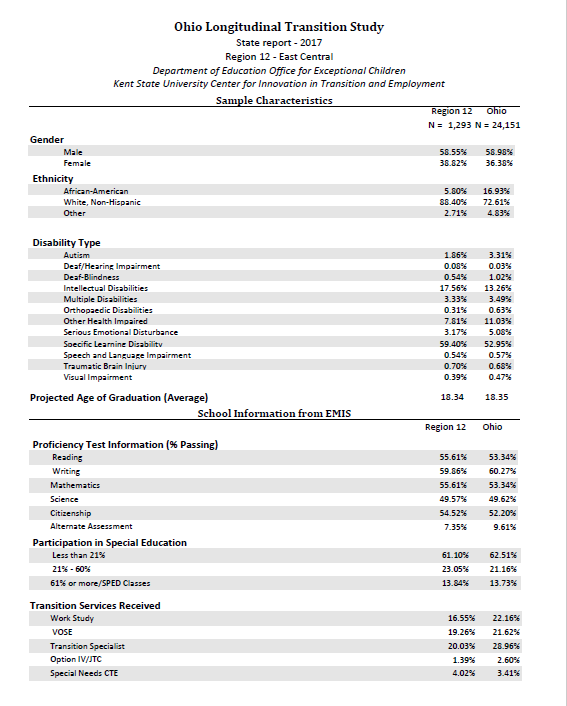 Ohio Longitudinal Transition Study
State report - 2017
Region 12 - East Central
Department of Education Office for Exceptional Children
Kent State University Center for Innovation in Transition and Employment
Sample Characteristics
Region 12 Ohio
N = 1,293 N = 24,151
Gender
Male 58.55% 58.98%
Female 38.82% 36.38%
Ethnicity
African-American 5.80% 16.93%
White, Non-Hispanic 88.40% 72.61%
Other 2.71% 4.83%
Disability Type
Autism 1.86% 3.31%
Deaf/Hearing Impairment 0.08% 0.03%
Deaf-Blindness 0.54% 1.02%
Intellectual Disabilities 17.56% 13.26%
Multiple Disabilities 3.33% 3.49%
Orthopaedic Disabilities 0.31% 0.63%
Other Health Impaired 7.81% 11.03%
Serious Emotional Disturbance 3.17% 5.08%
Specific Learning Disability 59.40% 52.95%
Speech and Language Impairment 0.54% 0.57%
Traumatic Brain Injury 0.70% 0.68%
Visual Impairment 0.39% 0.47%
Projected Age of Graduation (Average) 18.34 18.35
School Information from EMIS
Region 12 Ohio
Proficiency Test Information (% Passing)
Reading 55.61% 53.34%
Writing 59.86% 60.27%
Mathematics 55.61% 53.34%
Science 49.57% 49.62%
Citizenship 54.52% 52.20%
Alternate Assessment 7.35% 9.61%
Participation in Special Education
Less than 21% 61.10% 62.51%
21% - 60% 23.05% 21.16%
61% or more/SPED Classes 13.84% 13.73%
Transition Services Received
Work Study 16.55% 22.16%
VOSE 19.26% 21.62%
Transition Specialist 20.03% 28.96%
Option IV/JTC 1.39% 2.60%
Special Needs CTE 4.02% 3.41%